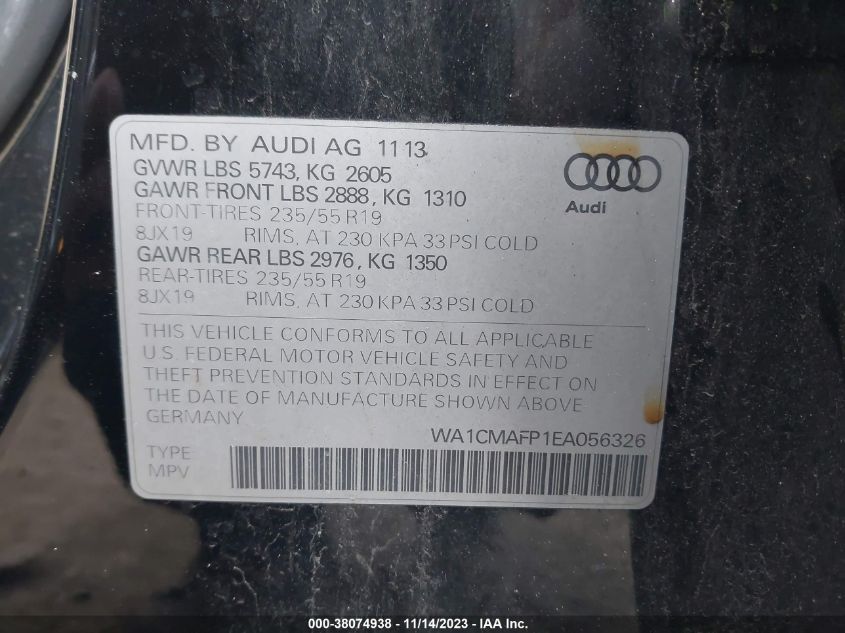 MFD. BY AUDI AG 11 13
GVWR LBS 5743, KG 2605
GAWR FRONT LBS 2888, KG 1310
FRONT-TIRES 235/55 R19
8JX19 RIMS, AT 230 KPA 33 PSI COLD
GAWR REAR LBS 2976, KG 1350
REAR-TIRES 235/55 R19
8JX19 RIMS, AT 230 KPA 33 PSI COLD
Audi
THIS VEHICLE CONFORMS TO ALL APPLICABLE
U.S. FEDERAL MOTOR VEHICLE SAFETY AND
THEFT PREVENTION STANDARDS IN EFFECT ON
THE DATE OF MANUFACTURE SHOWN ABOVE
GERMANY
WA1CMAFP1EA056326
TYPE
MPV
000-38074938 - 11/14/2023 - IAA Inc.